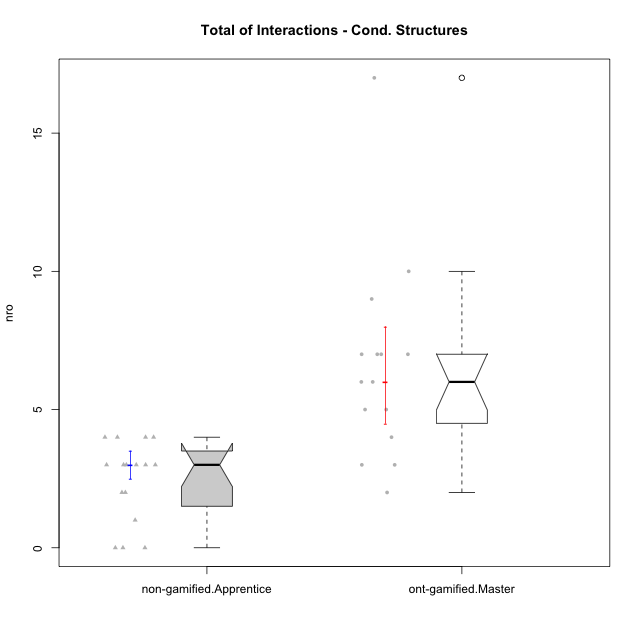 Total of Interactions - Cond. Structures
15
10
5
0
nro
non-gamified.Apprentice
ont-gamified.Master